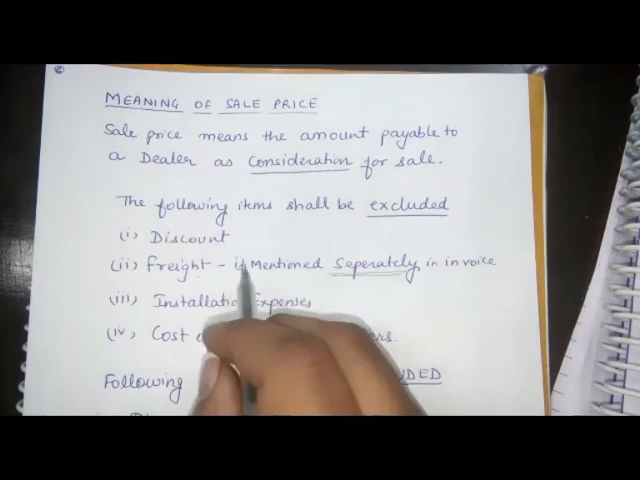 MEANING OF SALE PRICE
Sale price means the amount payable to
a Dealer as consideration for sale.
The following items shall be excluded
(i) Discount
(ii) Freight - if Mentioned Seperately in invoice.
(iii) Installation Expenses
(iv) Cost
Following